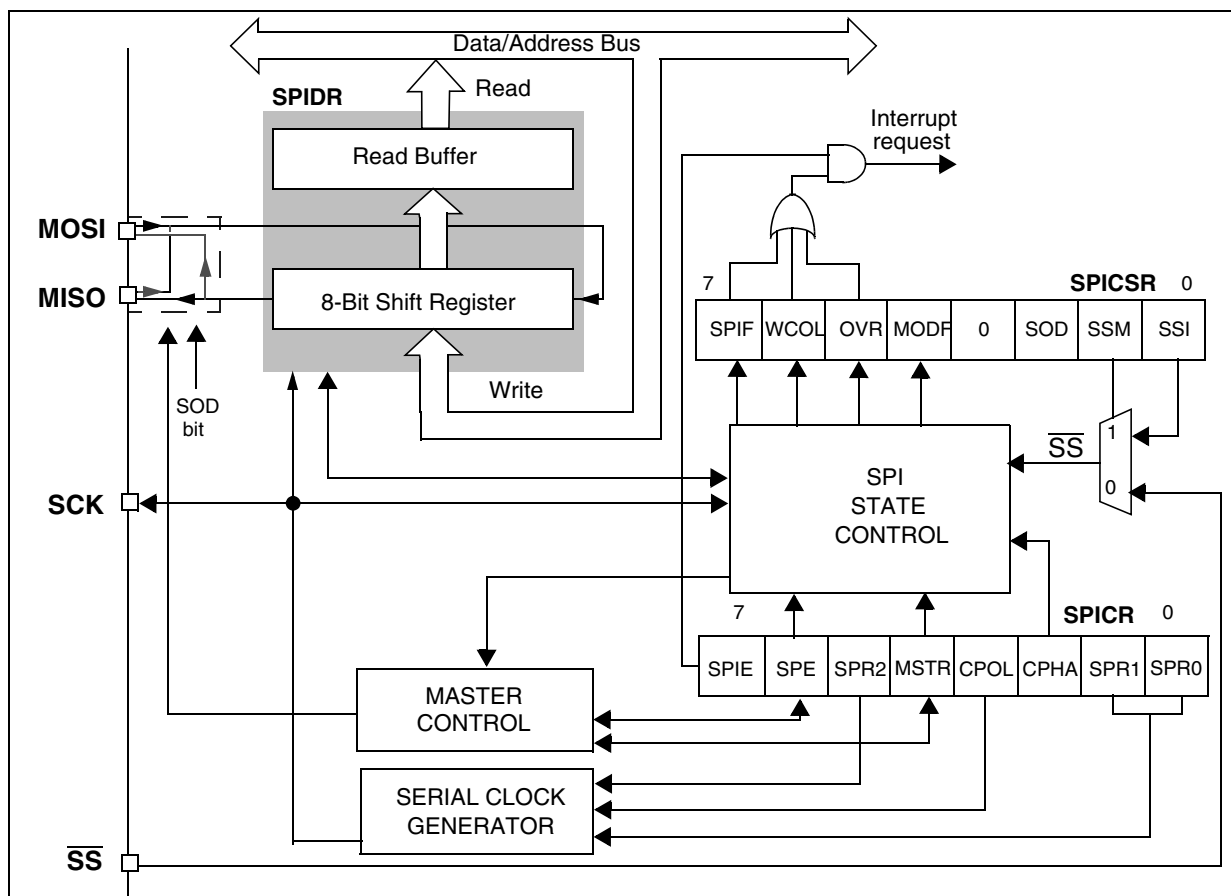 Data/Address Bus
SPIDR
Read
Read Buffer
Interrupt
request
MOSI
MISO
8-Bit Shift Register
7
SPICSR
0
SPIF
WCOL
OVR
MODF
0
SOD
SSM
SSI
Write
SOD
bit
SS
1
0
SCK
SPI
STATE
CONTROL
7
SPICR
0
SPIE
SPE
SPR2
MSTR
CPOL
CPHA
SPR1
SPR0
MASTER
CONTROL
SERIAL CLOCK
GENERATOR
SS